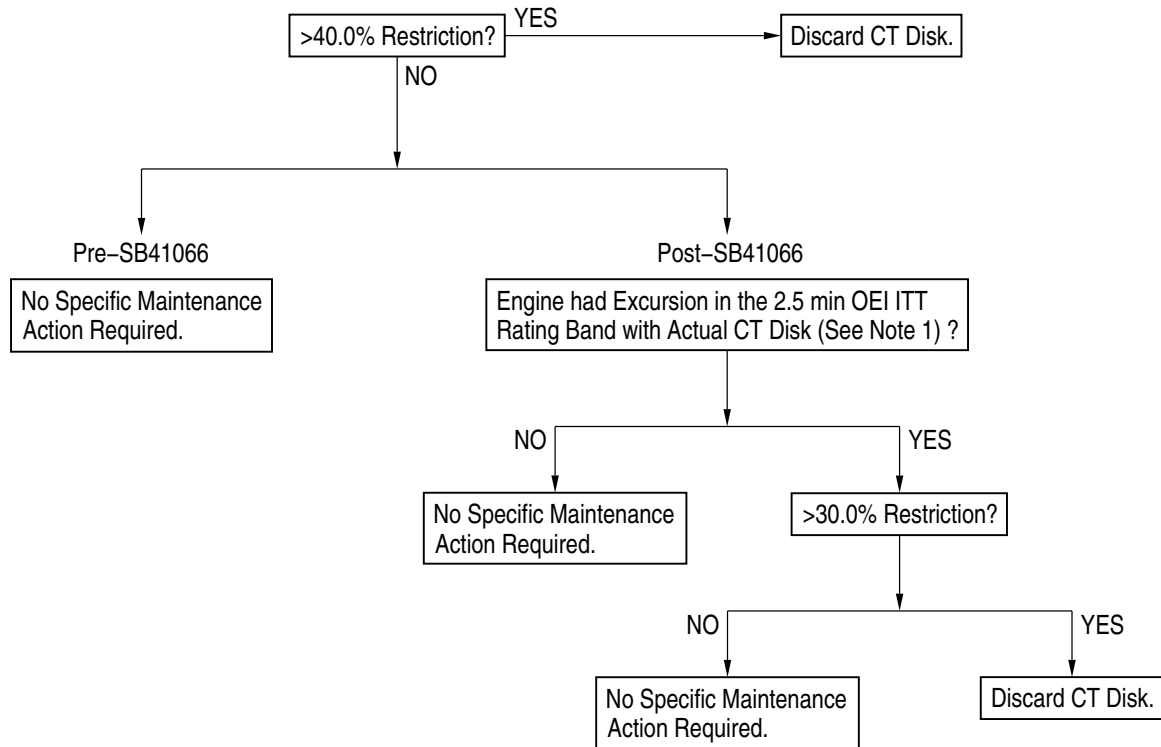 >40.0% Restriction?
YES
Discard CT Disk.
NO
Pre–SB41066
No Specific Maintenance
Action Required.
Post–SB41066
Engine had Excursion in the 2.5 min OEI ITT
Rating Band with Actual CT Disk (See Note 1) ?
NO
YES
No Specific Maintenance
Action Required.
>30.0% Restriction?
NO
YES
No Specific Maintenance
Action Required.
Discard CT Disk.